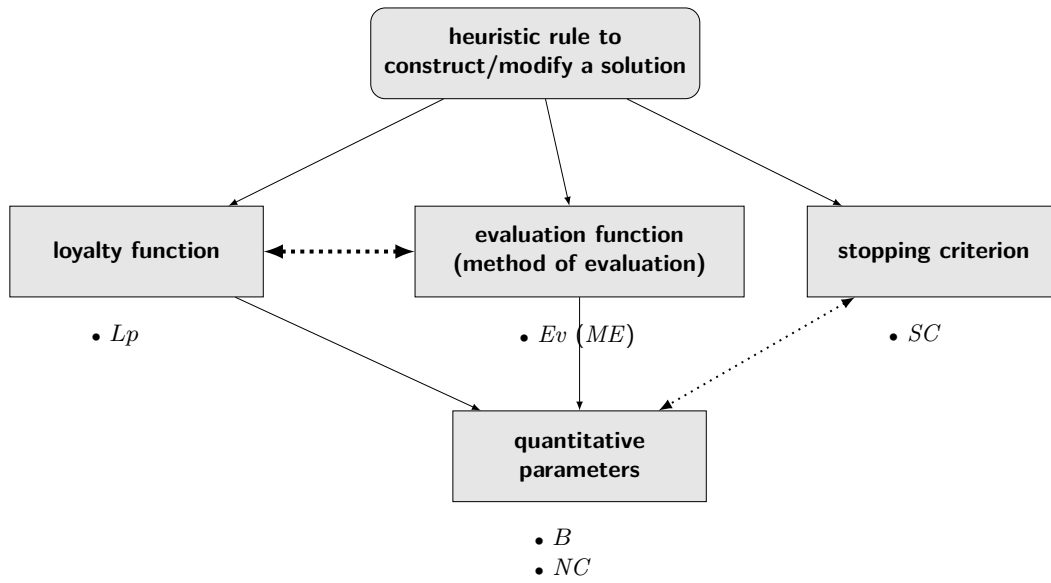 heuristic rule to
construct/modify a solution
loyalty function
evaluation function
(method of evaluation)
stopping criterion
• Lp
• Ev (ME)
• SC
quantitative
parameters
• B
• NC